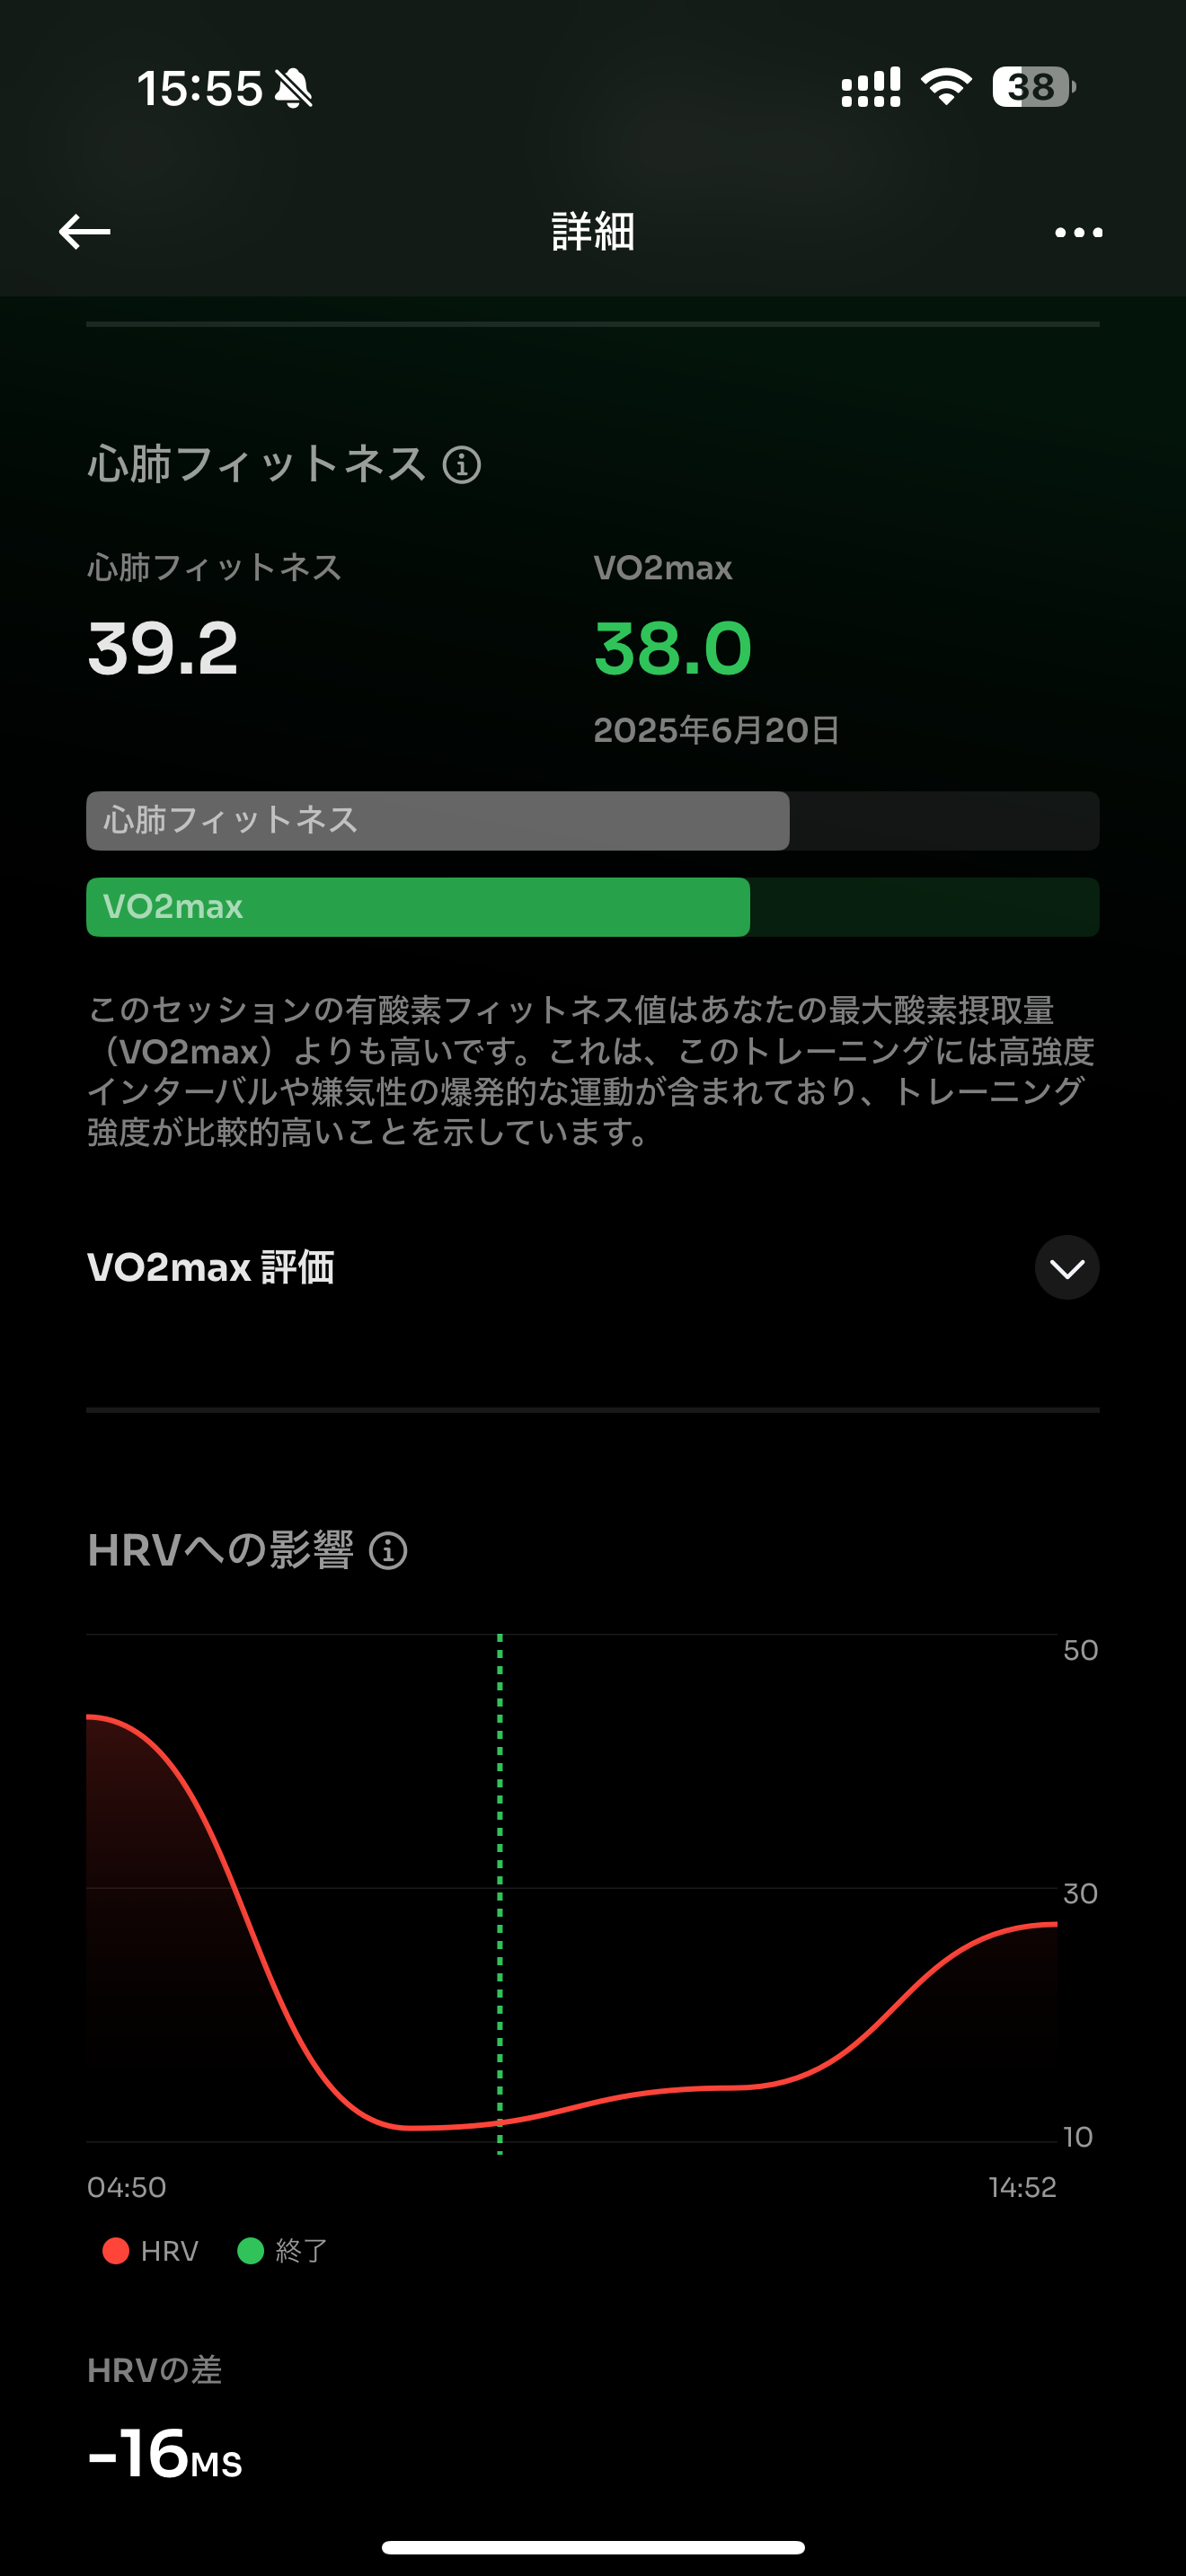 15:55
38
詳細
心肺フィットネス
心肺フィットネス
VO2max
39.2
38.0
2025年6月20日
心肺フィットネス
VO2max
このセッションの有酸素フィットネス値はあなたの最大酸素摂取量
（VO2max）よりも高いです。これは、このトレーニングには高強度
インターバルや嫌気性の爆発的な運動が含まれており、トレーニング
強度が比較的高いことを示しています。
VO2max 評価
HRVへの影響
50
30
10
04:50
14:52
HRV
終了
HRVの差
-16MS